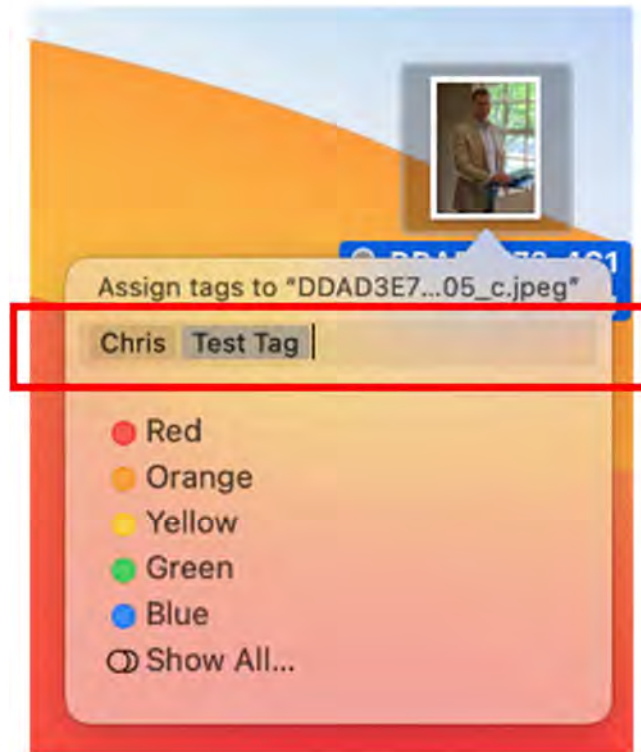 Assign tags to "DDAD3E7...05_c.jpeg"
Chris Test Tag
Red
Orange
Yellow
Green
Blue
Show All...